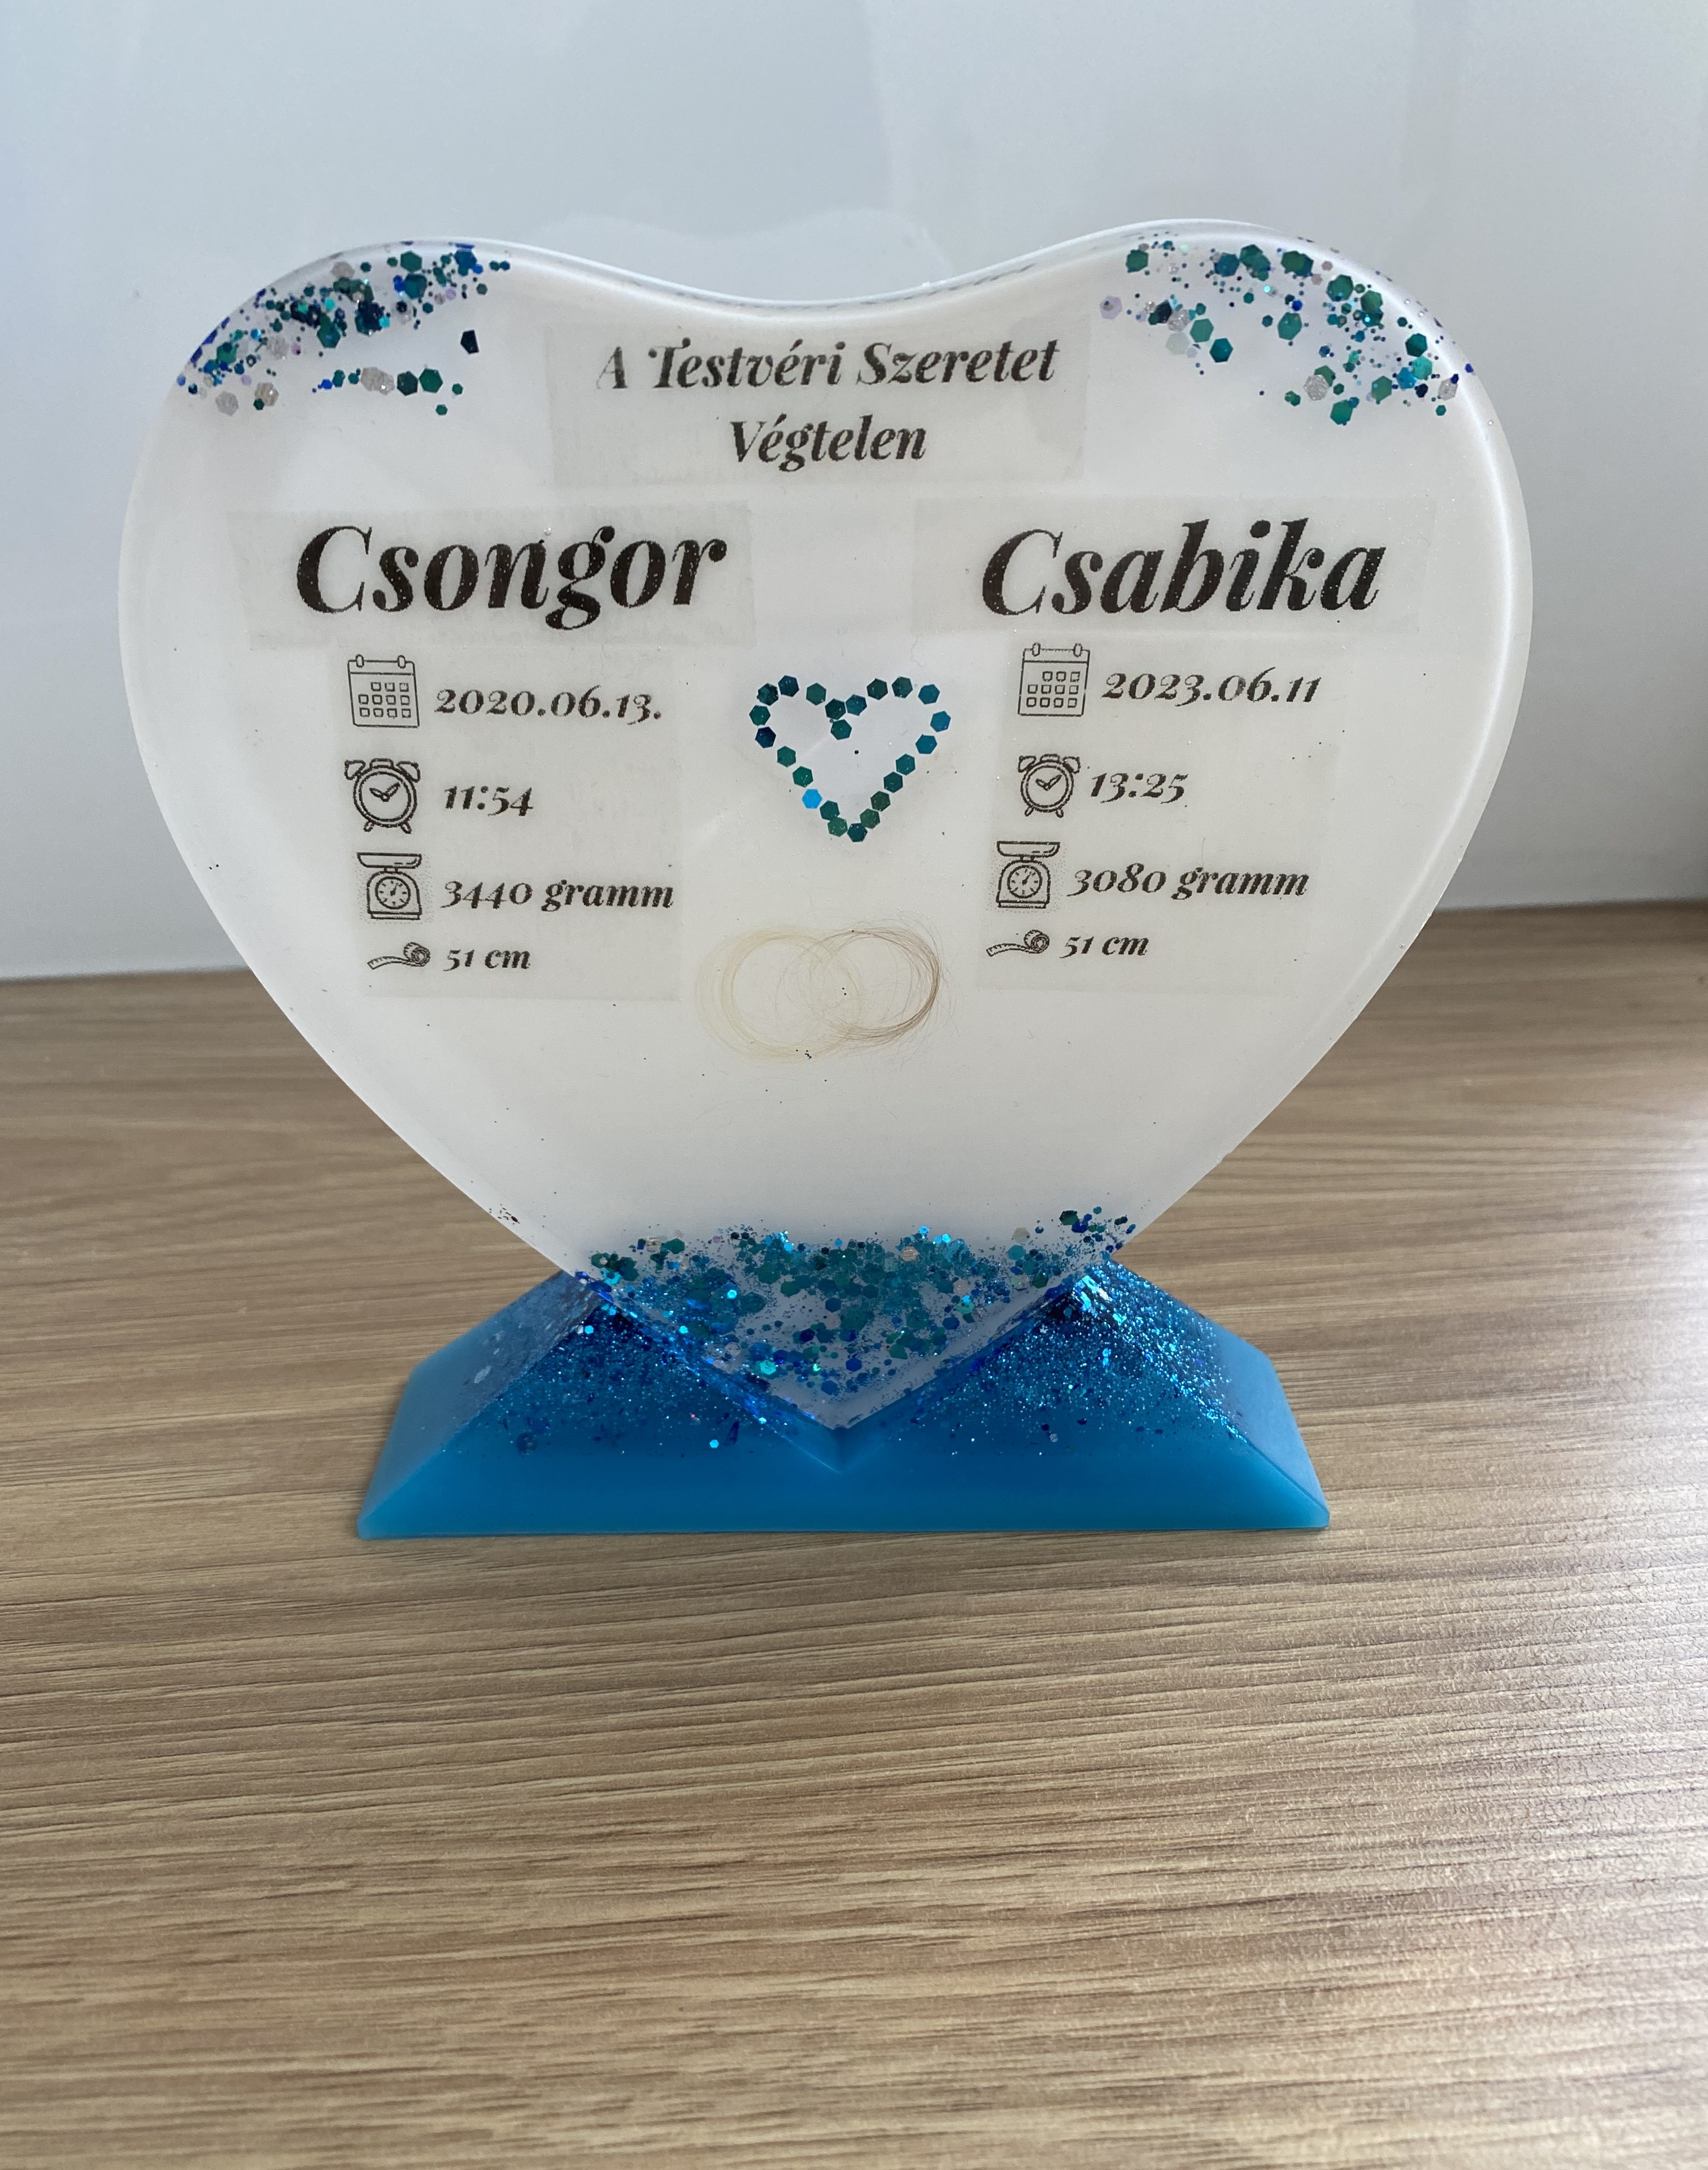 A Testvéri Szeretet
Végtelen
Csongor
2020.06.13.
11:54
3440 gramm
51 cm
Csabika
2023.06.11
13:25
3080 gramm
51 cm